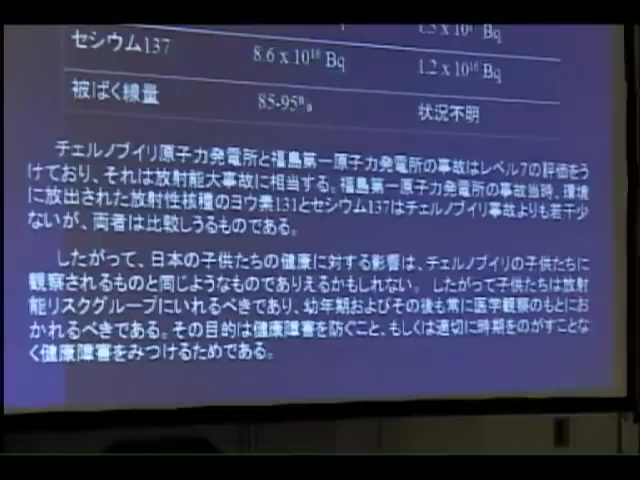 Bq
Bq
セシウム137 8.6 x 10¹⁶ Bq 1.2 x 10¹⁶ Bq
被ばく線量 85-95 状況不明
チェルノブイリ原子力発電所と福島第一原子力発電所の事故はレベル7の評価をう
けており、それは放射能大事故に相当する。福島第一原子力発電所の事故当時、環境
に放出された放射性核種のヨウ素131とセシウム137はチェルノブイリ事故よりも若干少
ないが、両者は比較しうるものである。
したがって、日本の子供たちの健康に対する影響は、チェルノブイリの子供たちに
観察されるものと同じようなものでありえるかもしれない。したがって子供たちは放射
能リスクグループにいれるべきであり、幼年期およびその後も常に医学観察のもとにお
かれるべきである。その目的は健康障害を防ぐこと、もしくは適切に時期をのがすことな
く健康障害をみつけるためである。